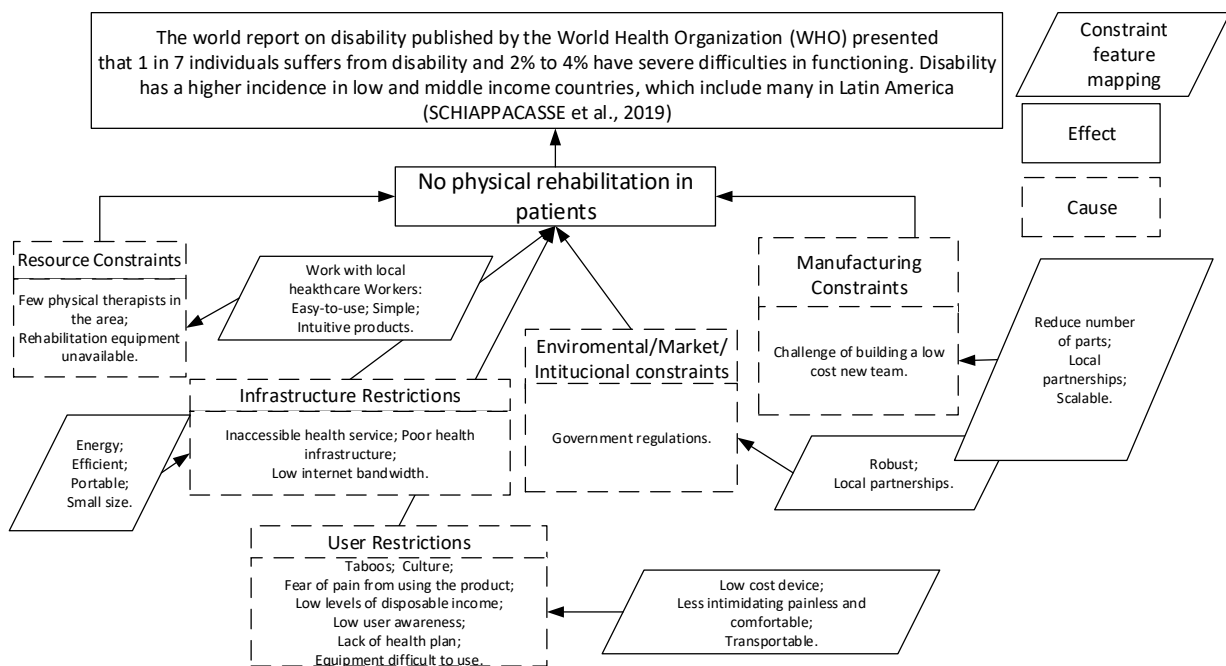 The world report on disability published by the World Health Organization (WHO) presented
that 1 in 7 individuals suffers from disability and 2% to 4% have severe difficulties in functioning. Disability
has a higher incidence in low and middle income countries, which include many in Latin America
(SCHIAPPACASSE et al., 2019)
Constraint
feature
mapping
Effect
Cause
No physical rehabilitation in
patients
Resource Constraints
Few physical therapists in
the area;
Rehabilitation equipment
unavailable.
Work with local
healthcare Workers:
Easy-to-use; Simple;
Intuitive products.
Manufacturing
Constraints
Challenge of building a low
cost new team.
Reduce number
of parts;
Local
partnerships;
Scalable.
Enviromental/Market/
Intitucional constraints
Government regulations.
Robust;
Local partnerships.
Infrastructure Restrictions
Inaccessible health service; Poor health
infrastructure;
Low internet bandwidth.
Energy;
Efficient;
Portable;
Small size.
User Restrictions
Taboos; Culture;
Fear of pain from using the product;
Low levels of disposable income;
Low user awareness;
Lack of health plan;
Equipment difficult to use.
Low cost device;
Less intimidating painless and
comfortable;
Transportable.